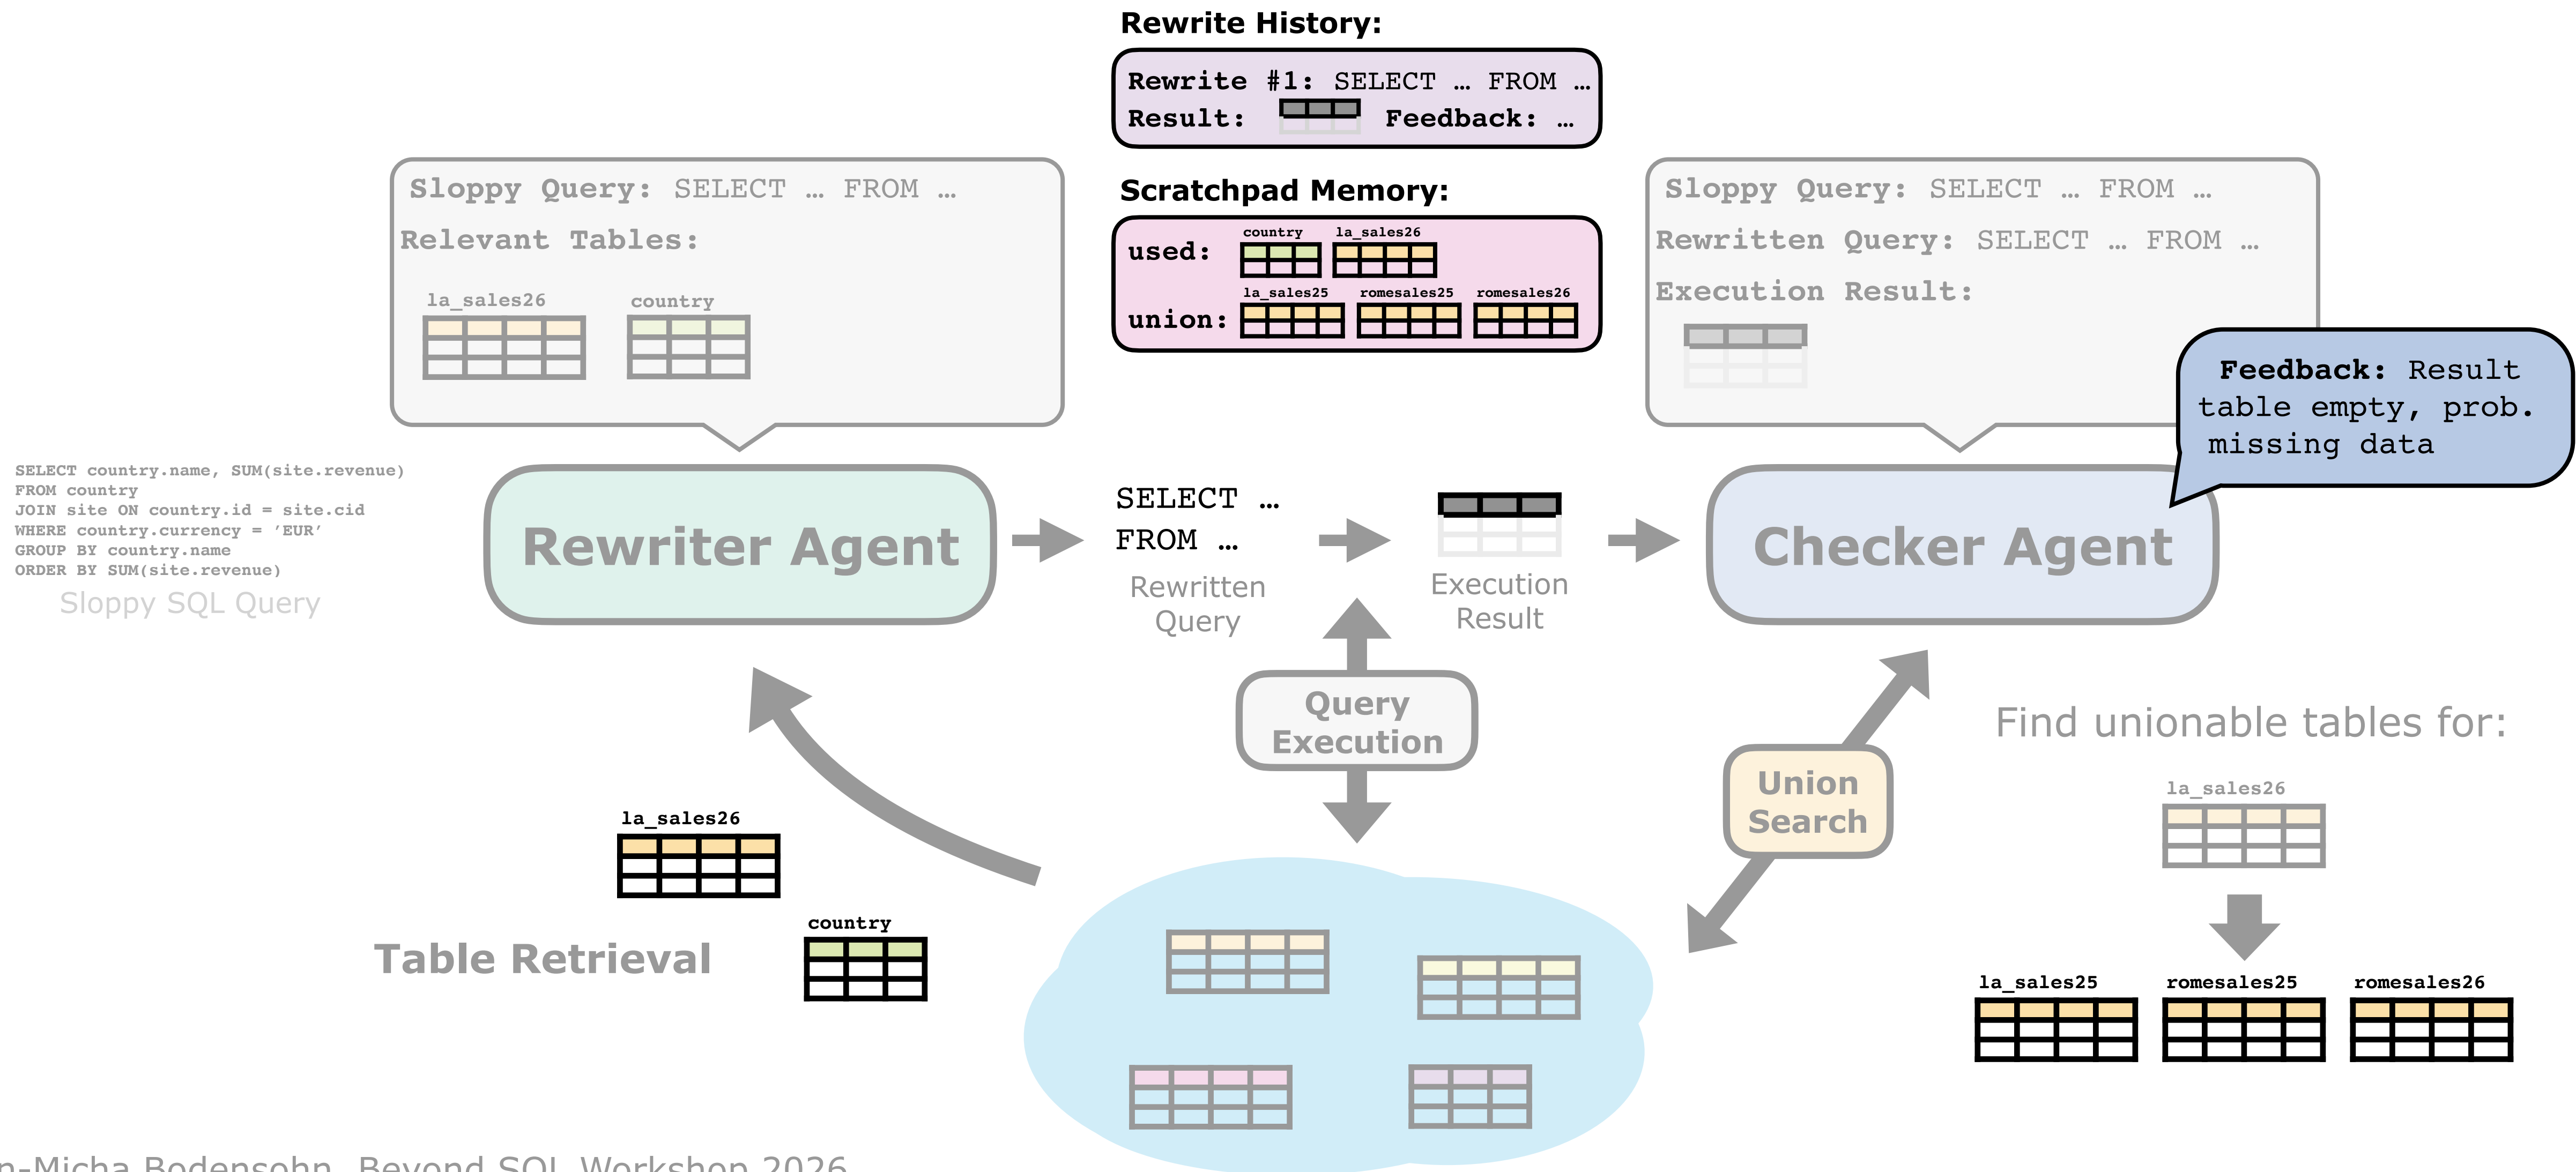 Rewrite History:
Rewrite #1: SELECT … FROM …
Result: Feedback: …
Scratchpad Memory:
used: country la_sales26
union: la_sales25 romesales25 romesales26
Sloppy Query: SELECT … FROM …
Relevant Tables:
la_sales26 country
Sloppy Query: SELECT … FROM …
Rewritten Query: SELECT … FROM …
Execution Result:
Feedback: Result
table empty, prob.
missing data
SELECT country.name, SUM(site.revenue)
FROM country
JOIN site ON country.id = site.cid
WHERE country.currency = ’EUR’
GROUP BY country.name
ORDER BY SUM(site.revenue)
Sloppy SQL Query
Rewriter Agent
SELECT …
FROM …
Rewritten
Query
Execution
Result
Checker Agent
Query
Execution
Union
Search
Find unionable tables for:
la_sales26
la_sales25 romesales25 romesales26
la_sales26
country
Table Retrieval
n-Micha Bodensohn, Beyond SQL Workshop 2026